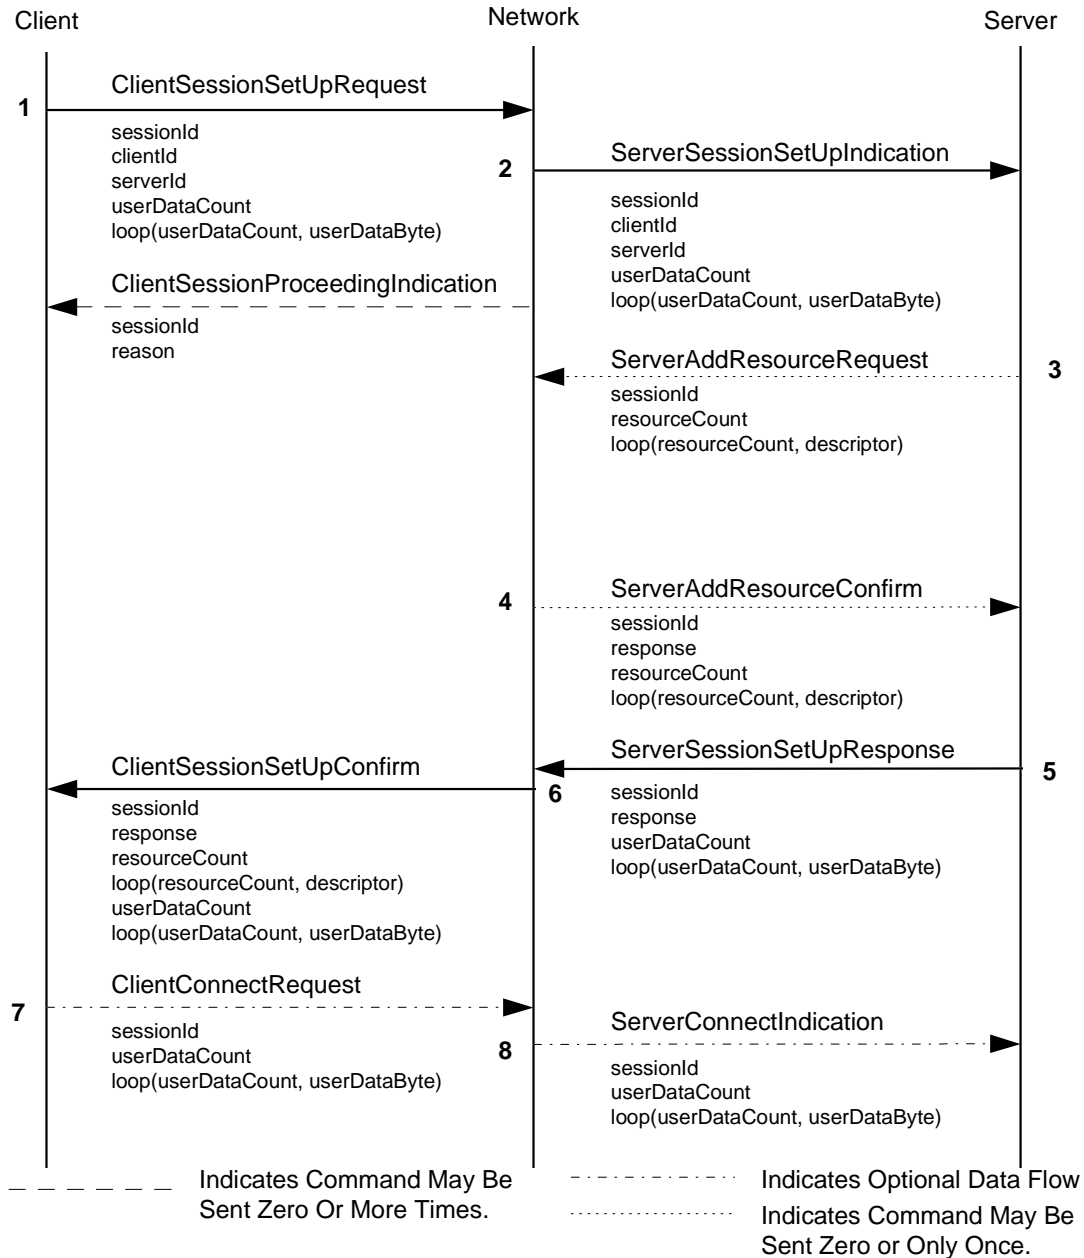 Client
Network
Server
ClientSessionSetUpRequest
1
sessionId
clientId
serverId
userDataCount
loop(userDataCount, userDataByte)
2
ServerSessionSetUpIndication
sessionId
clientId
serverId
userDataCount
loop(userDataCount, userDataByte)
ClientSessionProceedingIndication
sessionId
reason
ServerAddResourceRequest
3
sessionId
resourceCount
loop(resourceCount, descriptor)
4
ServerAddResourceConfirm
sessionId
response
resourceCount
loop(resourceCount, descriptor)
ServerSessionSetUpResponse
5
sessionId
response
userDataCount
loop(userDataCount, userDataByte)
ClientSessionSetUpConfirm
6
sessionId
response
resourceCount
loop(resourceCount, descriptor)
userDataCount
loop(userDataCount, userDataByte)
ClientConnectRequest
7
sessionId
userDataCount
loop(userDataCount, userDataByte)
8
ServerConnectIndication
sessionId
userDataCount
loop(userDataCount, userDataByte)
Indicates Command May Be
Sent Zero Or More Times.
Indicates Optional Data Flow
Indicates Command May Be
Sent Zero or Only Once.